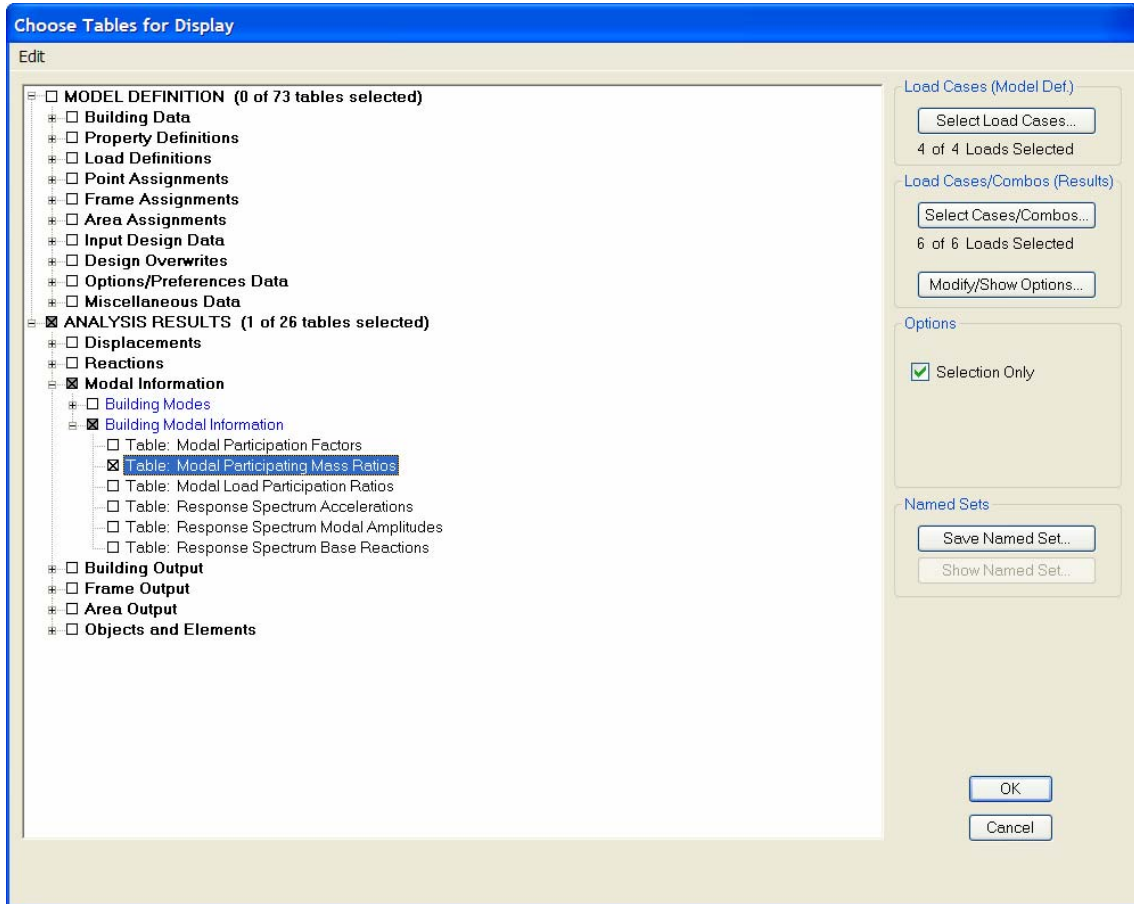 Choose Tables for Display
Edit
MODEL DEFINITION (0 of 73 tables selected)
Building Data
Property Definitions
Load Definitions
Point Assignments
Frame Assignments
Area Assignments
Input Design Data
Design Overwrites
Options/Preferences Data
Miscellaneous Data
ANALYSIS RESULTS (1 of 26 tables selected)
Displacements
Reactions
Modal Information
Building Modes
Building Modal Information
Table: Modal Participation Factors
Table: Modal Participating Mass Ratios
Table: Modal Load Participation Ratios
Table: Response Spectrum Accelerations
Table: Response Spectrum Modal Amplitudes
Table: Response Spectrum Base Reactions
Building Output
Frame Output
Area Output
Objects and Elements
Load Cases (Model Def.)
Select Load Cases...
4 of 4 Loads Selected
Load Cases/Combos (Results)
Select Cases/Combos...
6 of 6 Loads Selected
Modify/Show Options...
Options
Selection Only
Named Sets
Save Named Set...
Show Named Set...
OK
Cancel